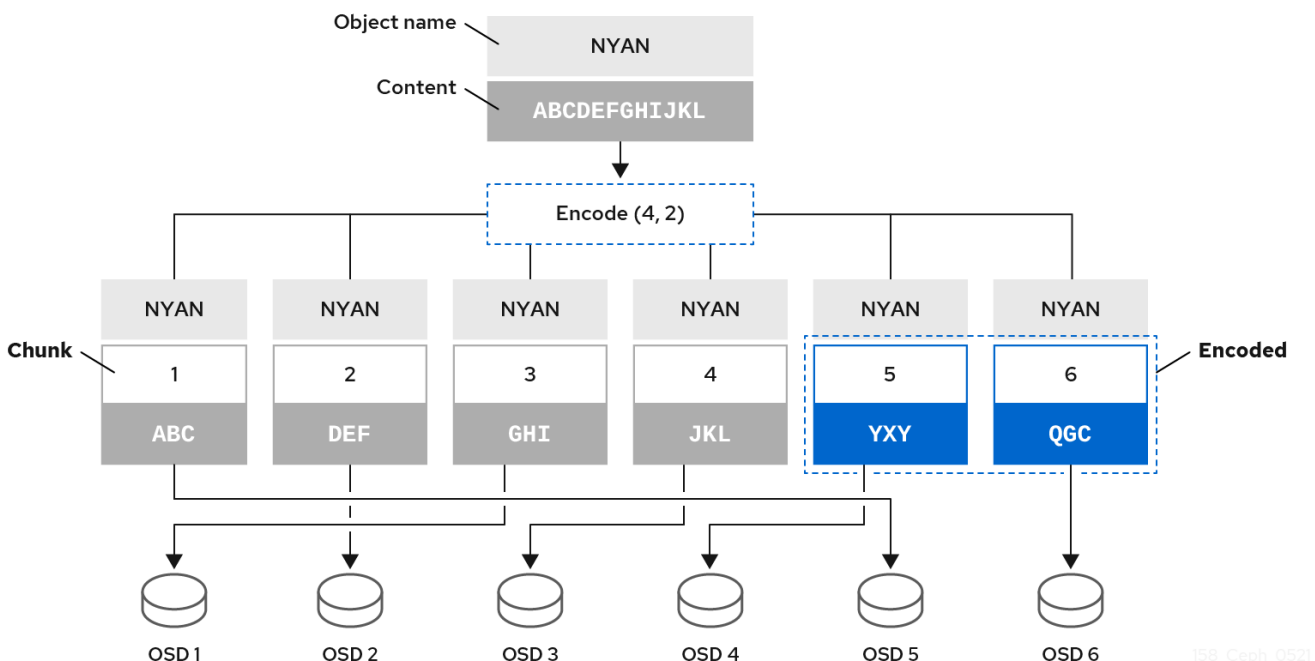 Object name
NYAN
Content
ABCDEFGHIJKL
Encode (4, 2)
NYAN NYAN NYAN NYAN NYAN NYAN
Chunk 1 2 3 4 5 6 Encoded
ABC DEF GHI JKL YXY QGC
OSD 1 OSD 2 OSD 3 OSD 4 OSD 5 OSD 6
158_Ceph_0521